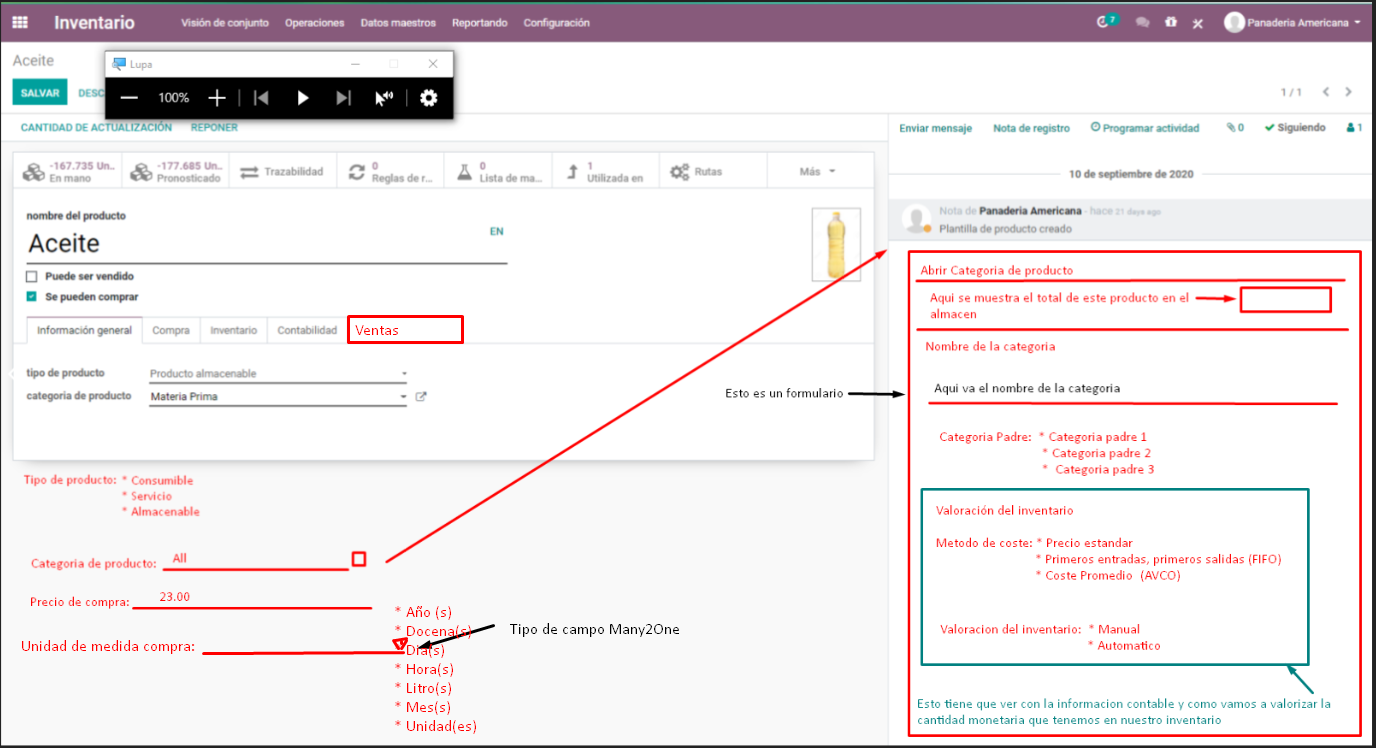 Inventario Visión de conjunto Operaciones Datos maestros Reportando Configuración 7 Panaderia Americana
Aceite
Lupa
SALVAR DESC
100%
1 / 1
CANTIDAD DE ACTUALIZACIÓN REPONER
Enviar mensaje Nota de registro Programar actividad 0 Siguiendo 1
-167.735 Un..
En mano
-177.685 Un..
Pronosticado
Trazabilidad
0
Reglas de r...
0
Lista de ma...
1
Utilizada en
Rutas
Más
10 de septiembre de 2020
nombre del producto
Aceite
EN
Nota de Panaderia Americana - hace 21 days ago
Plantilla de producto creado
Puede ser vendido
Se pueden comprar
Información general Compra Inventario Contabilidad Ventas
tipo de producto Producto almacenable
categoria de producto Materia Prima
Tipo de producto: * Consumible
* Servicio
* Almacenable
Categoria de producto: All
Precio de compra: 23.00
Unidad de medida compra:
* Año (s)
* Docena(s)
* Dia(s)
* Hora(s)
* Litro(s)
* Mes(s)
* Unidad(es)
Tipo de campo Many2One
Esto es un formulario
Abrir Categoria de producto
Aqui se muestra el total de este producto en el
almacen
Nombre de la categoria
Aqui va el nombre de la categoria
Categoria Padre: * Categoria padre 1
* Categoria padre 2
* Categoria padre 3
Valoración del inventario
Metodo de coste: * Precio estandar
* Primeros entradas, primeros salidas (FIFO)
* Coste Promedio (AVCO)
Valoracion del inventario: * Manual
* Automatico
Esto tiene que ver con la informacion contable y como vamos a valorizar la
cantidad monetaria que tenemos en nuestro inventario